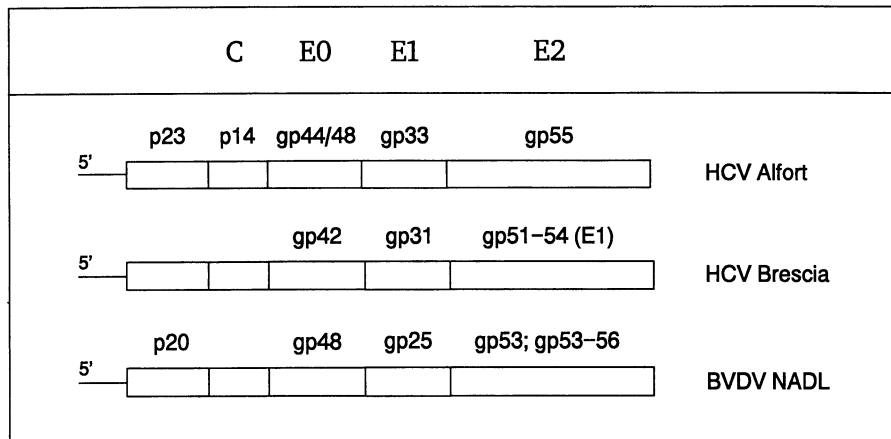 C E0 E1 E2
p23 p14 gp44/48 gp33 gp55
5' HCV Alfort
gp42 gp31 gp51–54 (E1)
5' HCV Brescia
p20 gp48 gp25 gp53; gp53–56
5' BVDV NADL